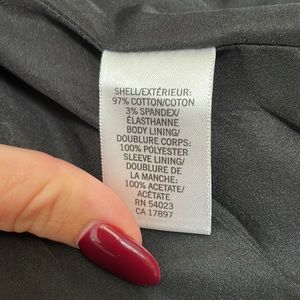 SHELL/EXTÉRIEUR:
97% COTTON/COTON
3% SPANDEX/
ÉLASTHANNE
BODY LINING/
DOUBLURE CORPS:
100% POLYESTER
SLEEVE LINING/
DOUBLURE DE
LA MANCHE:
100% ACETATE/
ACÉTATE
RN 54023
CA 17897